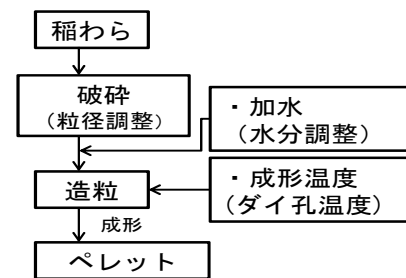 稲わら
破砕
（粒径調整）
・加水
（水分調整）
造粒
・成形温度
（ダイ孔温度）
成形
ペレット